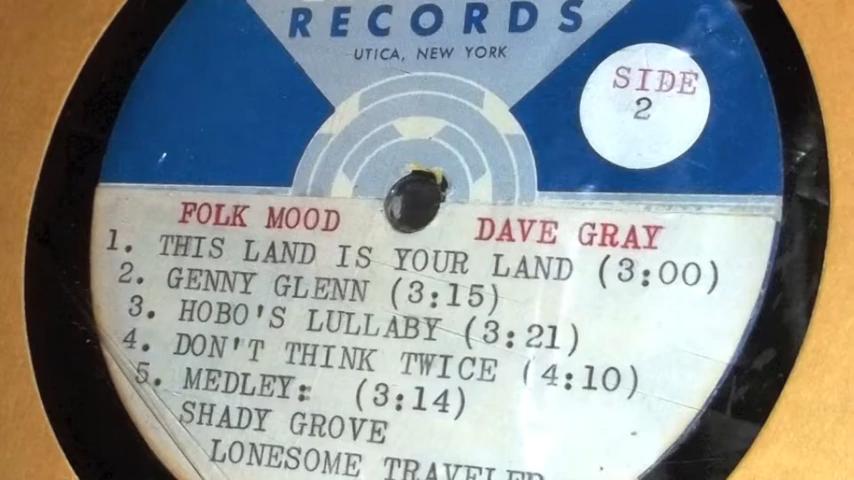 RECORDS
UTICA, NEW YORK
SIDE
2
FOLK MOOD DAVE GRAY
1. THIS LAND IS YOUR LAND (3:00)
2. GENNY GLENN (3:15)
3. HOBO'S LULLABY (3:21)
4. DON'T THINK TWICE (4:10)
5. MEDLEY: (3:14)
SHADY GROVE
LONESOME TRAVELER